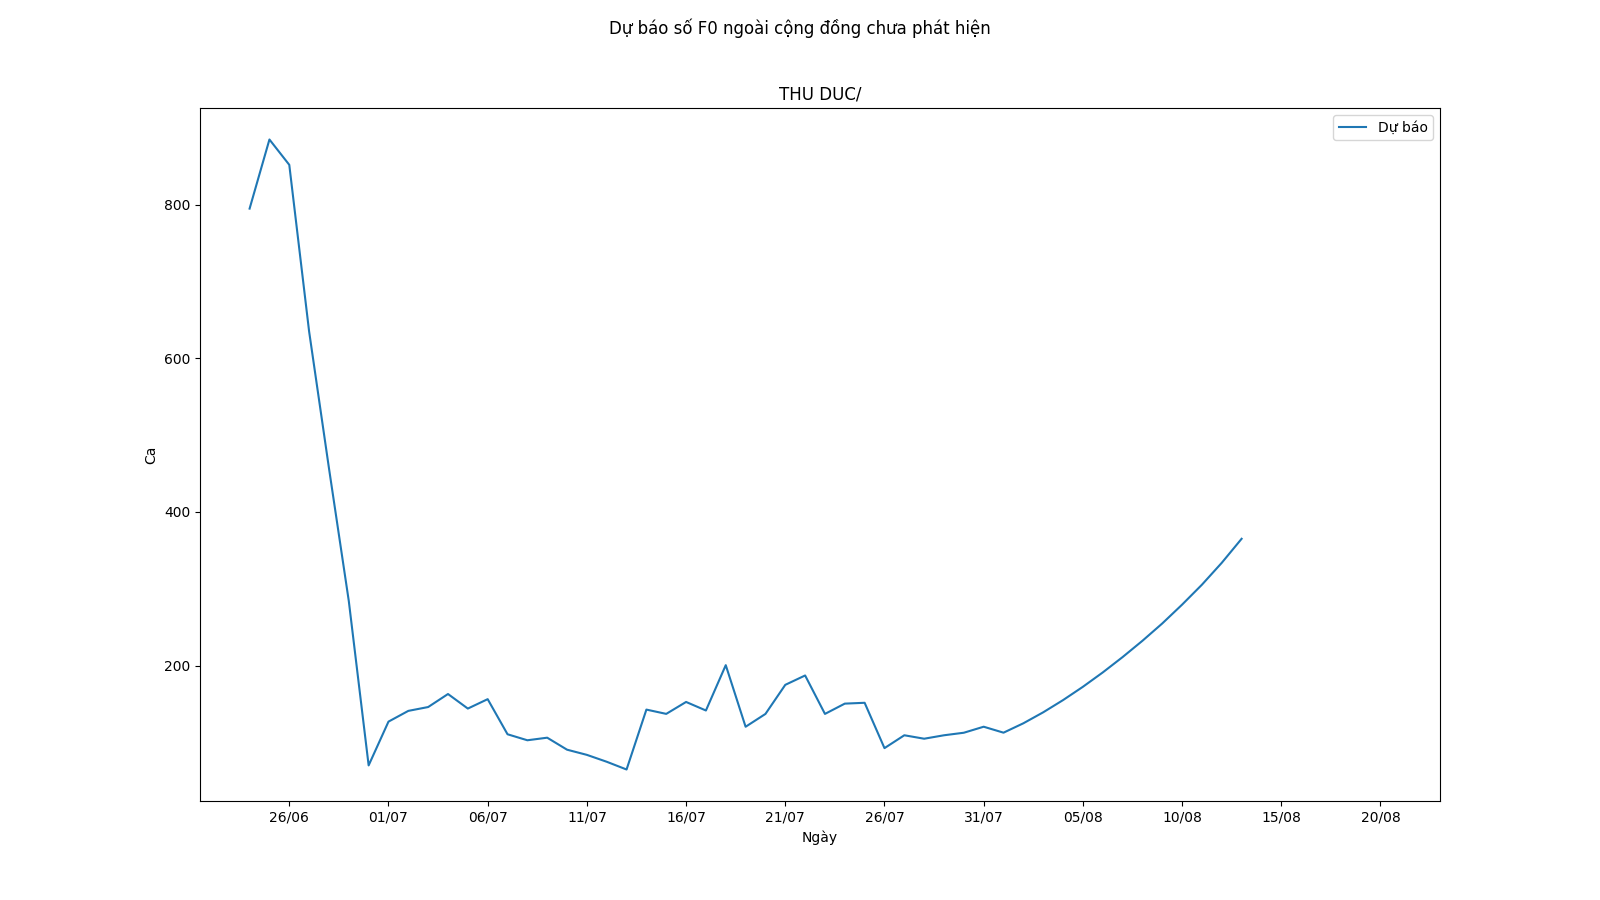 Dự báo số F0 ngoài cộng đồng chưa phát hiện
THU DUC/
Dự báo
800
600
400
200
Ca
26/06 01/07 06/07 11/07 16/07 21/07 26/07 31/07 05/08 10/08 15/08 20/08
Ngày